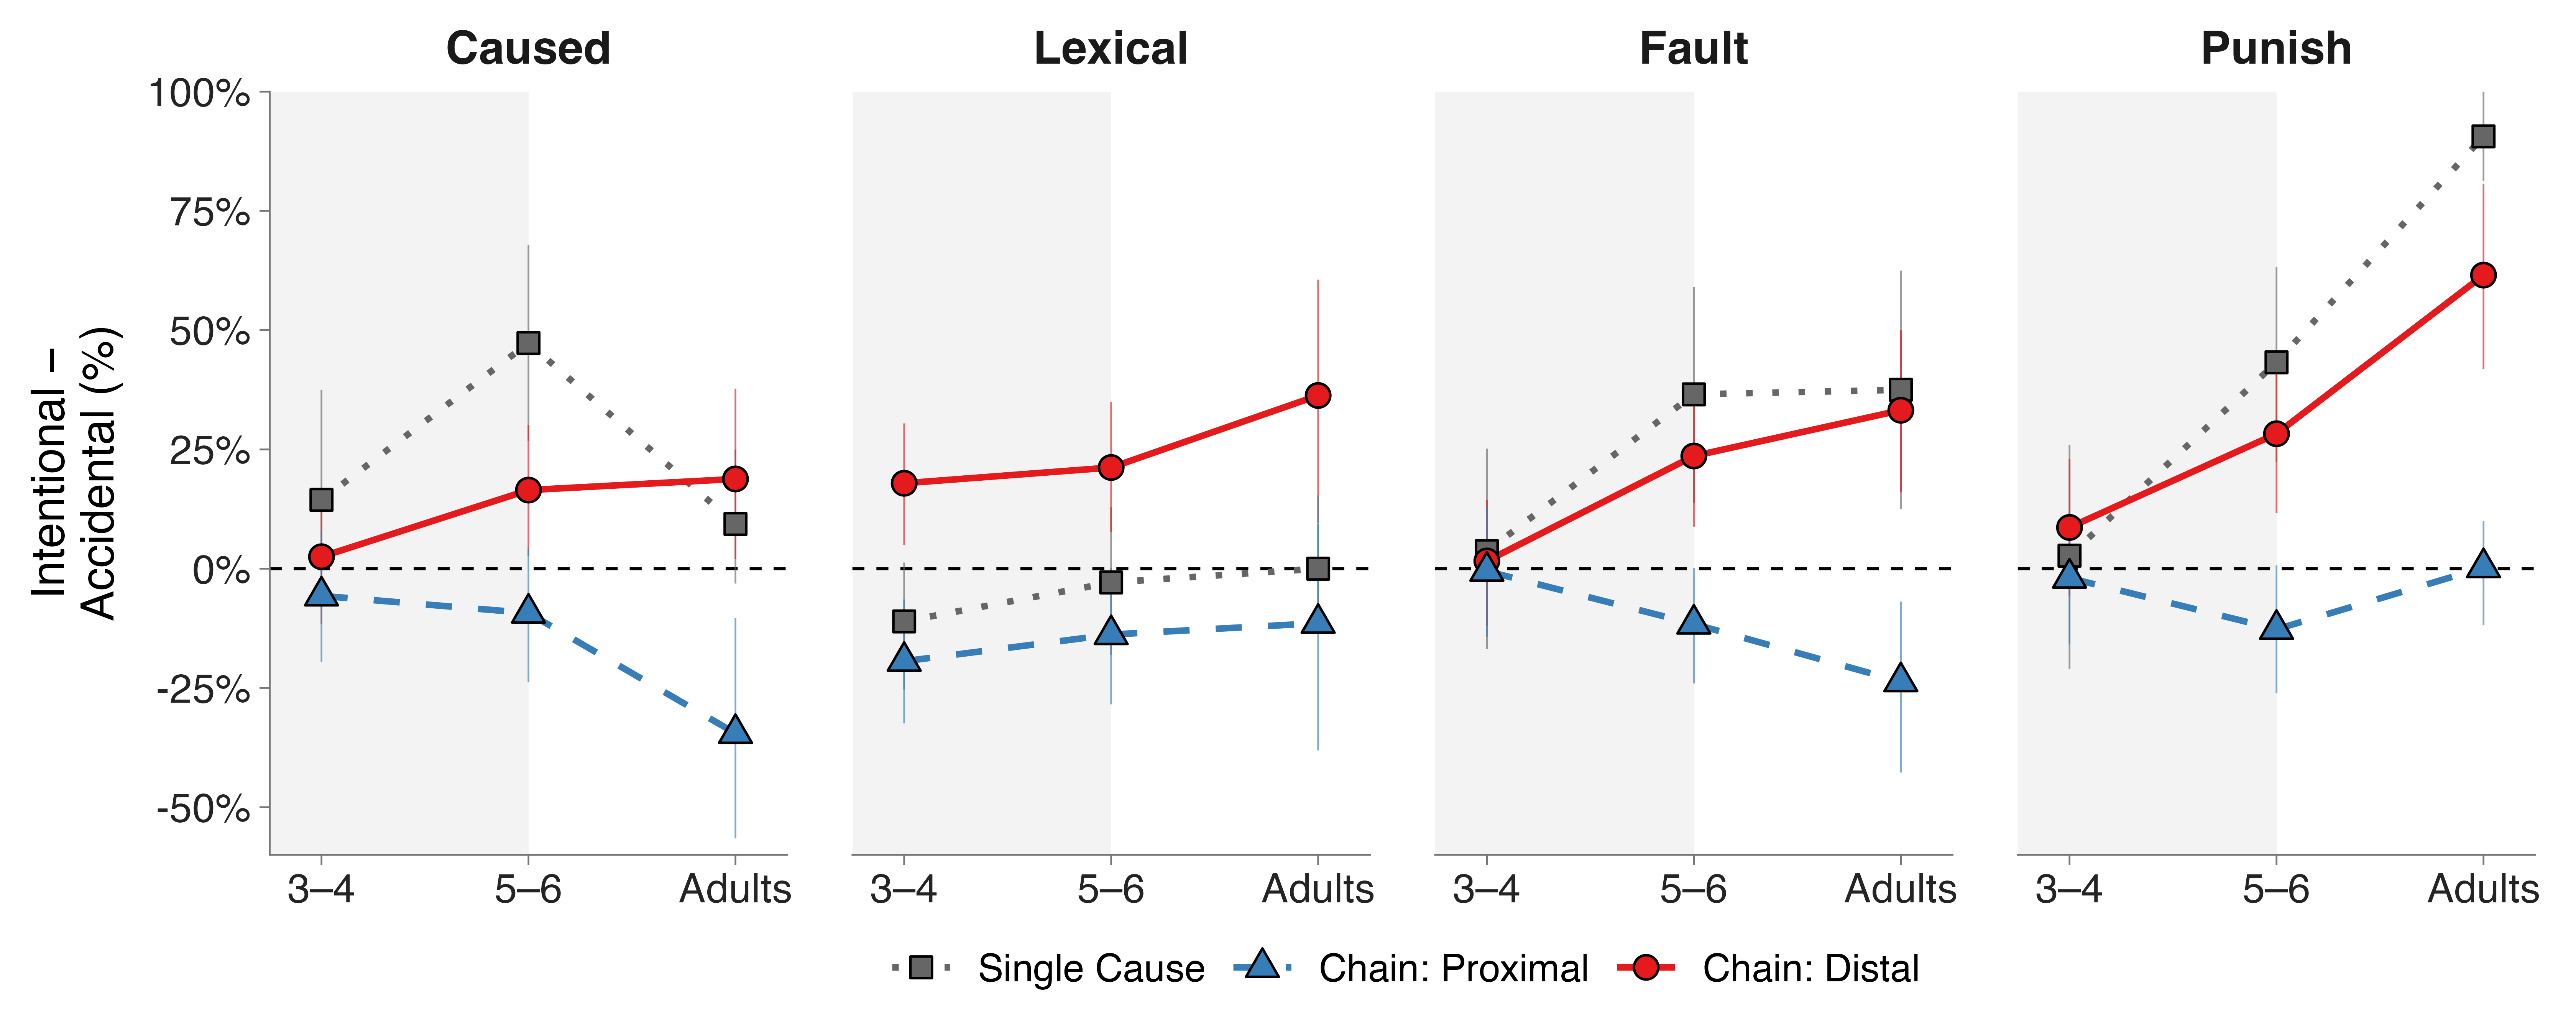 Caused Lexical Fault Punish
Intentional –
Accidental (%)
100%
75%
50%
25%
0%
-25%
-50%
3–4 5–6 Adults 3–4 5–6 Adults 3–4 5–6 Adults 3–4 5–6 Adults
Single Cause Chain: Proximal Chain: Distal